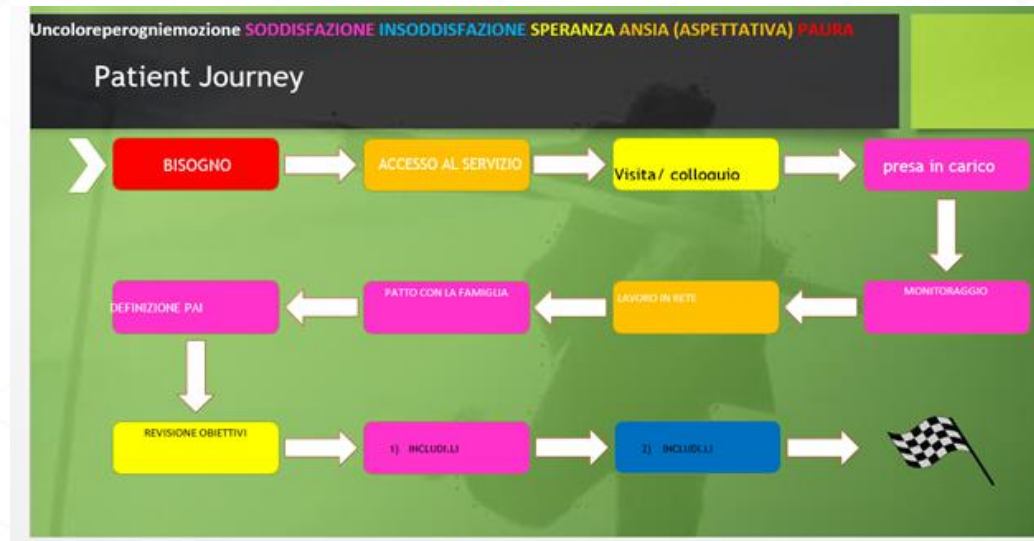 Uncoloreperogniemozione SODDISFAZIONE INSODDISFAZIONE SPERANZA ANSIA (ASPETTATIVA) PAURA
Patient Journey
BISOGNO
ACCESSO AL SERVIZIO
Visita/ colloquio
presa in carico
MONITORAGGIO
LAVORO IN RETE
PATTO CON LA FAMIGLIA
DEFINIZIONE PAI
REVISIONE OBIETTIVI
1) INCLUDI.LI
2) INCLUDI.LI